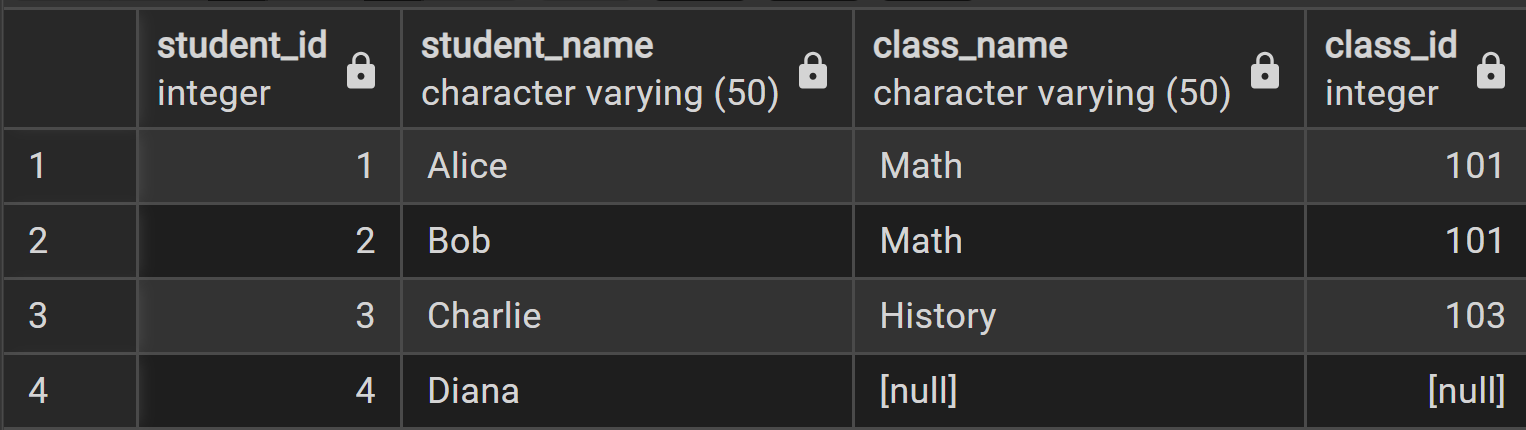 student_id student_name class_name class_id
integer character varying (50) character varying (50) integer
1 1 Alice Math 101
2 2 Bob Math 101
3 3 Charlie History 103
4 4 Diana [null] [null]